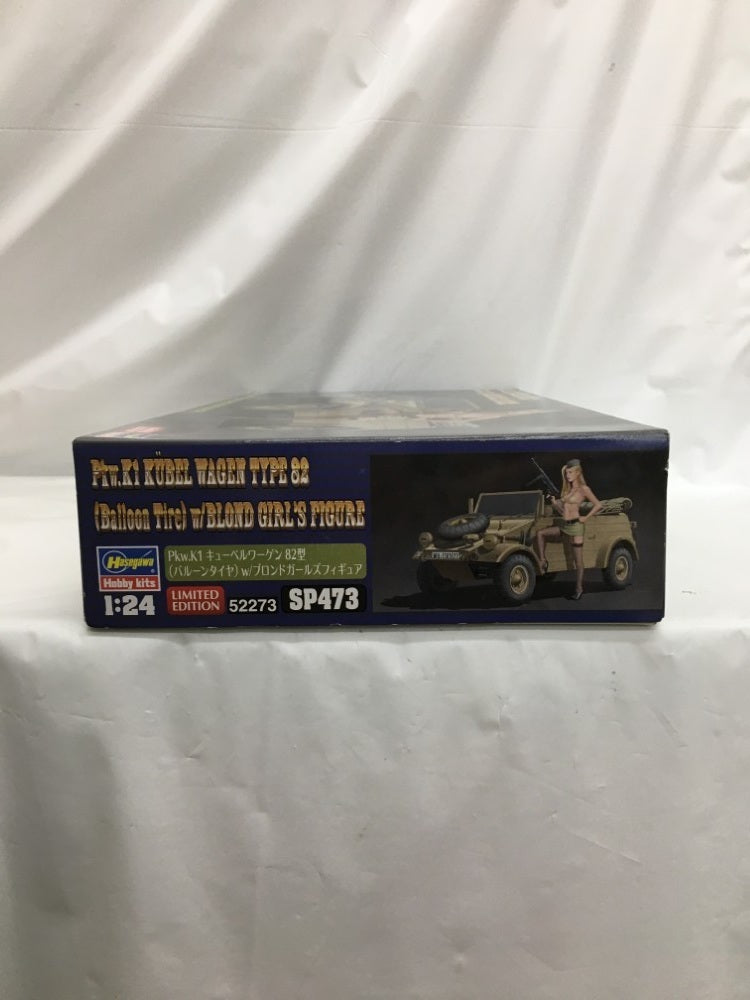 Pkw.K1 KÜBEL WAGEN TYPE 82
(Balloon Tire) w/BLOND GIRL'S FIGURE
Hasegawa
Hobby kits
Pkw.K1 キューベルワーゲン 82型
(バルーンタイヤ) w/ブロンドガールズフィギュア
1:24
LIMITED
EDITION
52273
SP473